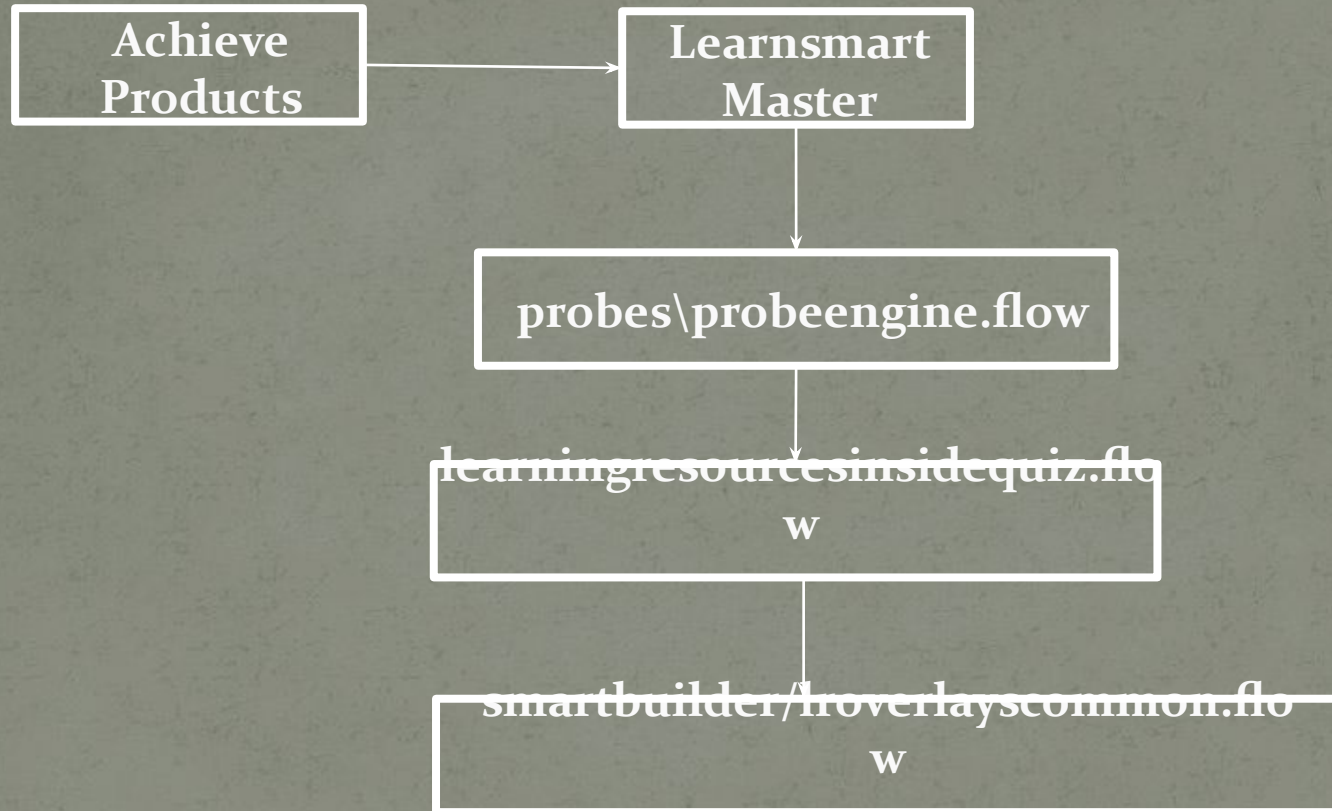 Achieve
Products
Learnsmart
Master
probes\probeengine.flow
learningresourcesinsidequiz.flo
w
smartbuilder/lroverlayscommon.flo
w